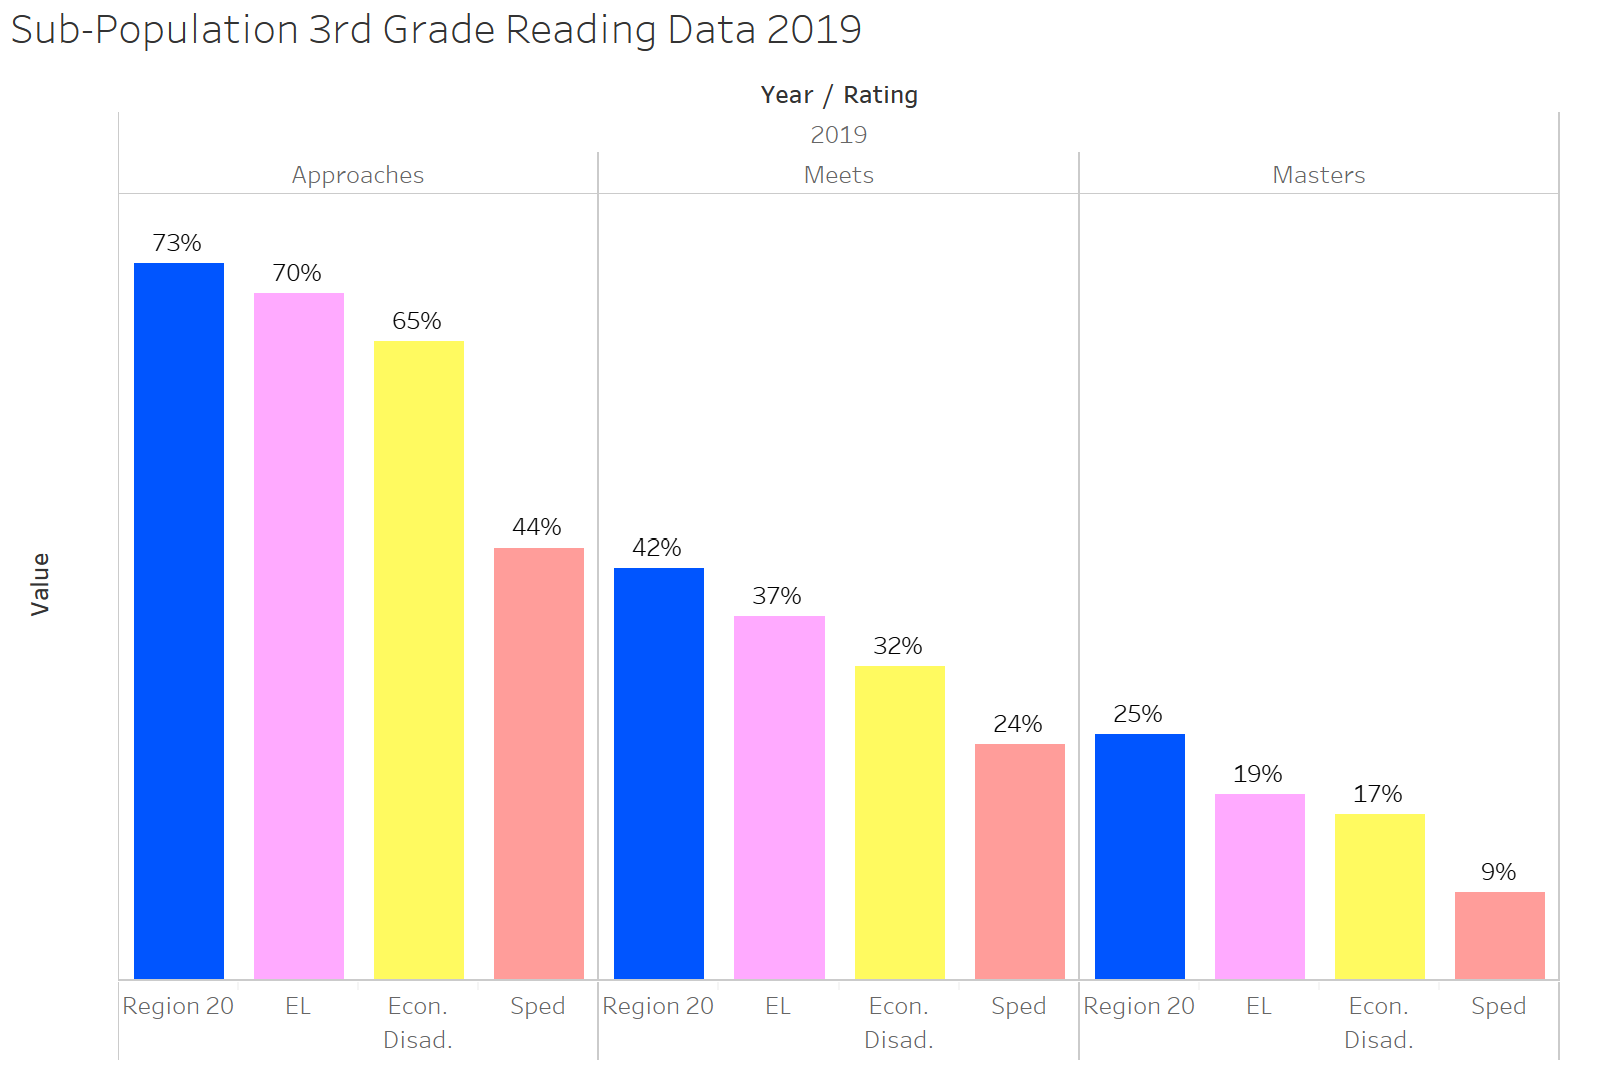 Sub-Population 3rd Grade Reading Data 2019
Year / Rating
2019
Approaches
Meets
Masters
73%
70%
65%
44%
42%
37%
32%
24%
25%
19%
17%
9%
Value
Region 20
EL
Econ.
Disad.
Sped
Region 20
EL
Econ.
Disad.
Sped
Region 20
EL
Econ.
Disad.
Sped